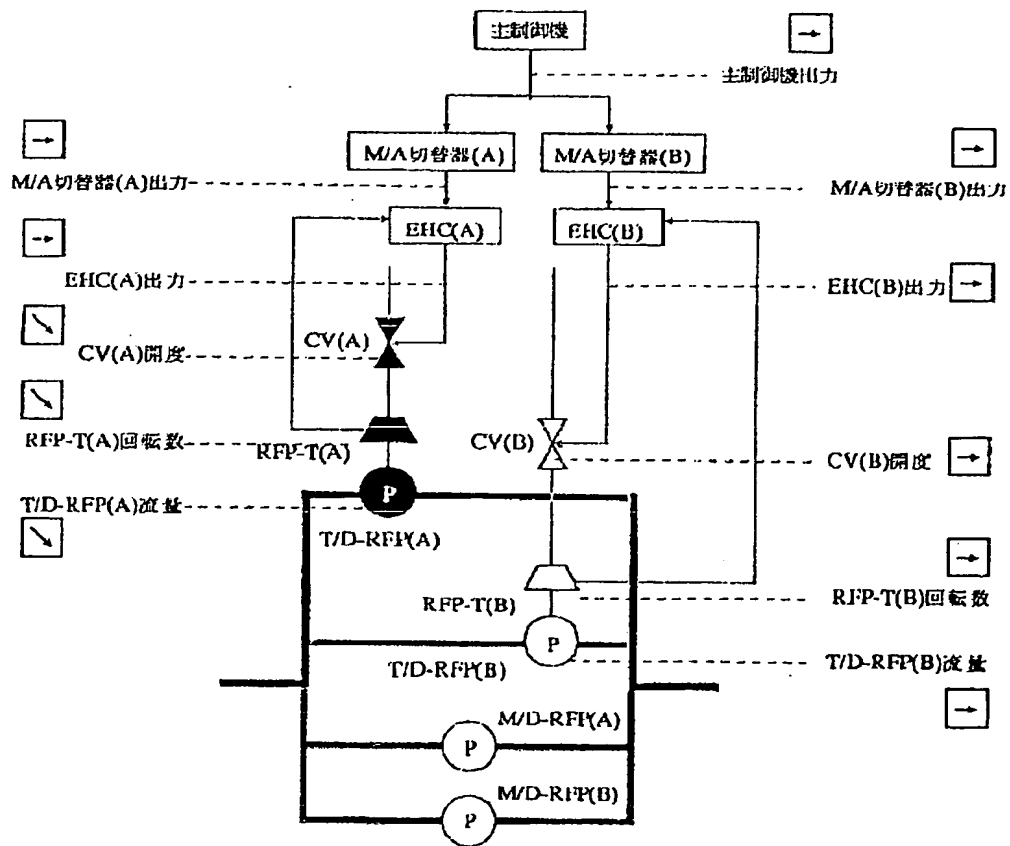 主制御機
主制御機出力
M/A切替器(A)
M/A切替器(B)
M/A切替器(A)出力
M/A切替器(B)出力
EHC(A)
EHC(B)
EHC(A)出力
EHC(B)出力
CV(A)
CV(A)開度
RFP-T(A)回転数
RFP-T(A)
CV(B)
CV(B)開度
T/D-RFP(A)流量
P
T/D-RFP(A)
RFP-T(B)
RFP-T(B)回転数
P
T/D-RFP(B)
T/D-RFP(B)流量
M/D-RFP(A)
P
M/D-RFP(B)
P